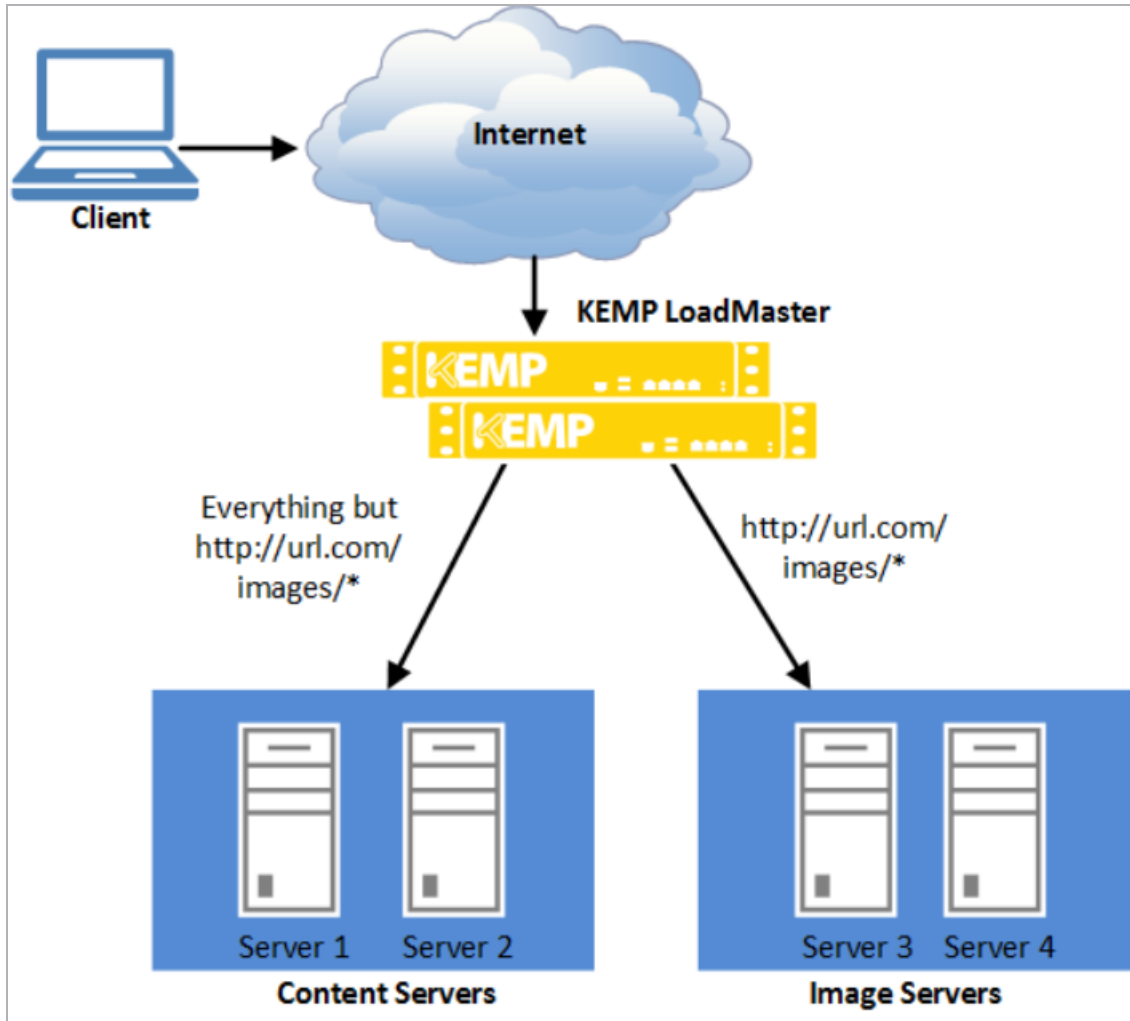 Internet
Client
KEMP LoadMaster
KEMP
KEMP
Everything but
http://url.com/
images/*
http://url.com/
images/*
Server 1
Server 2
Content Servers
Server 3
Server 4
Image Servers